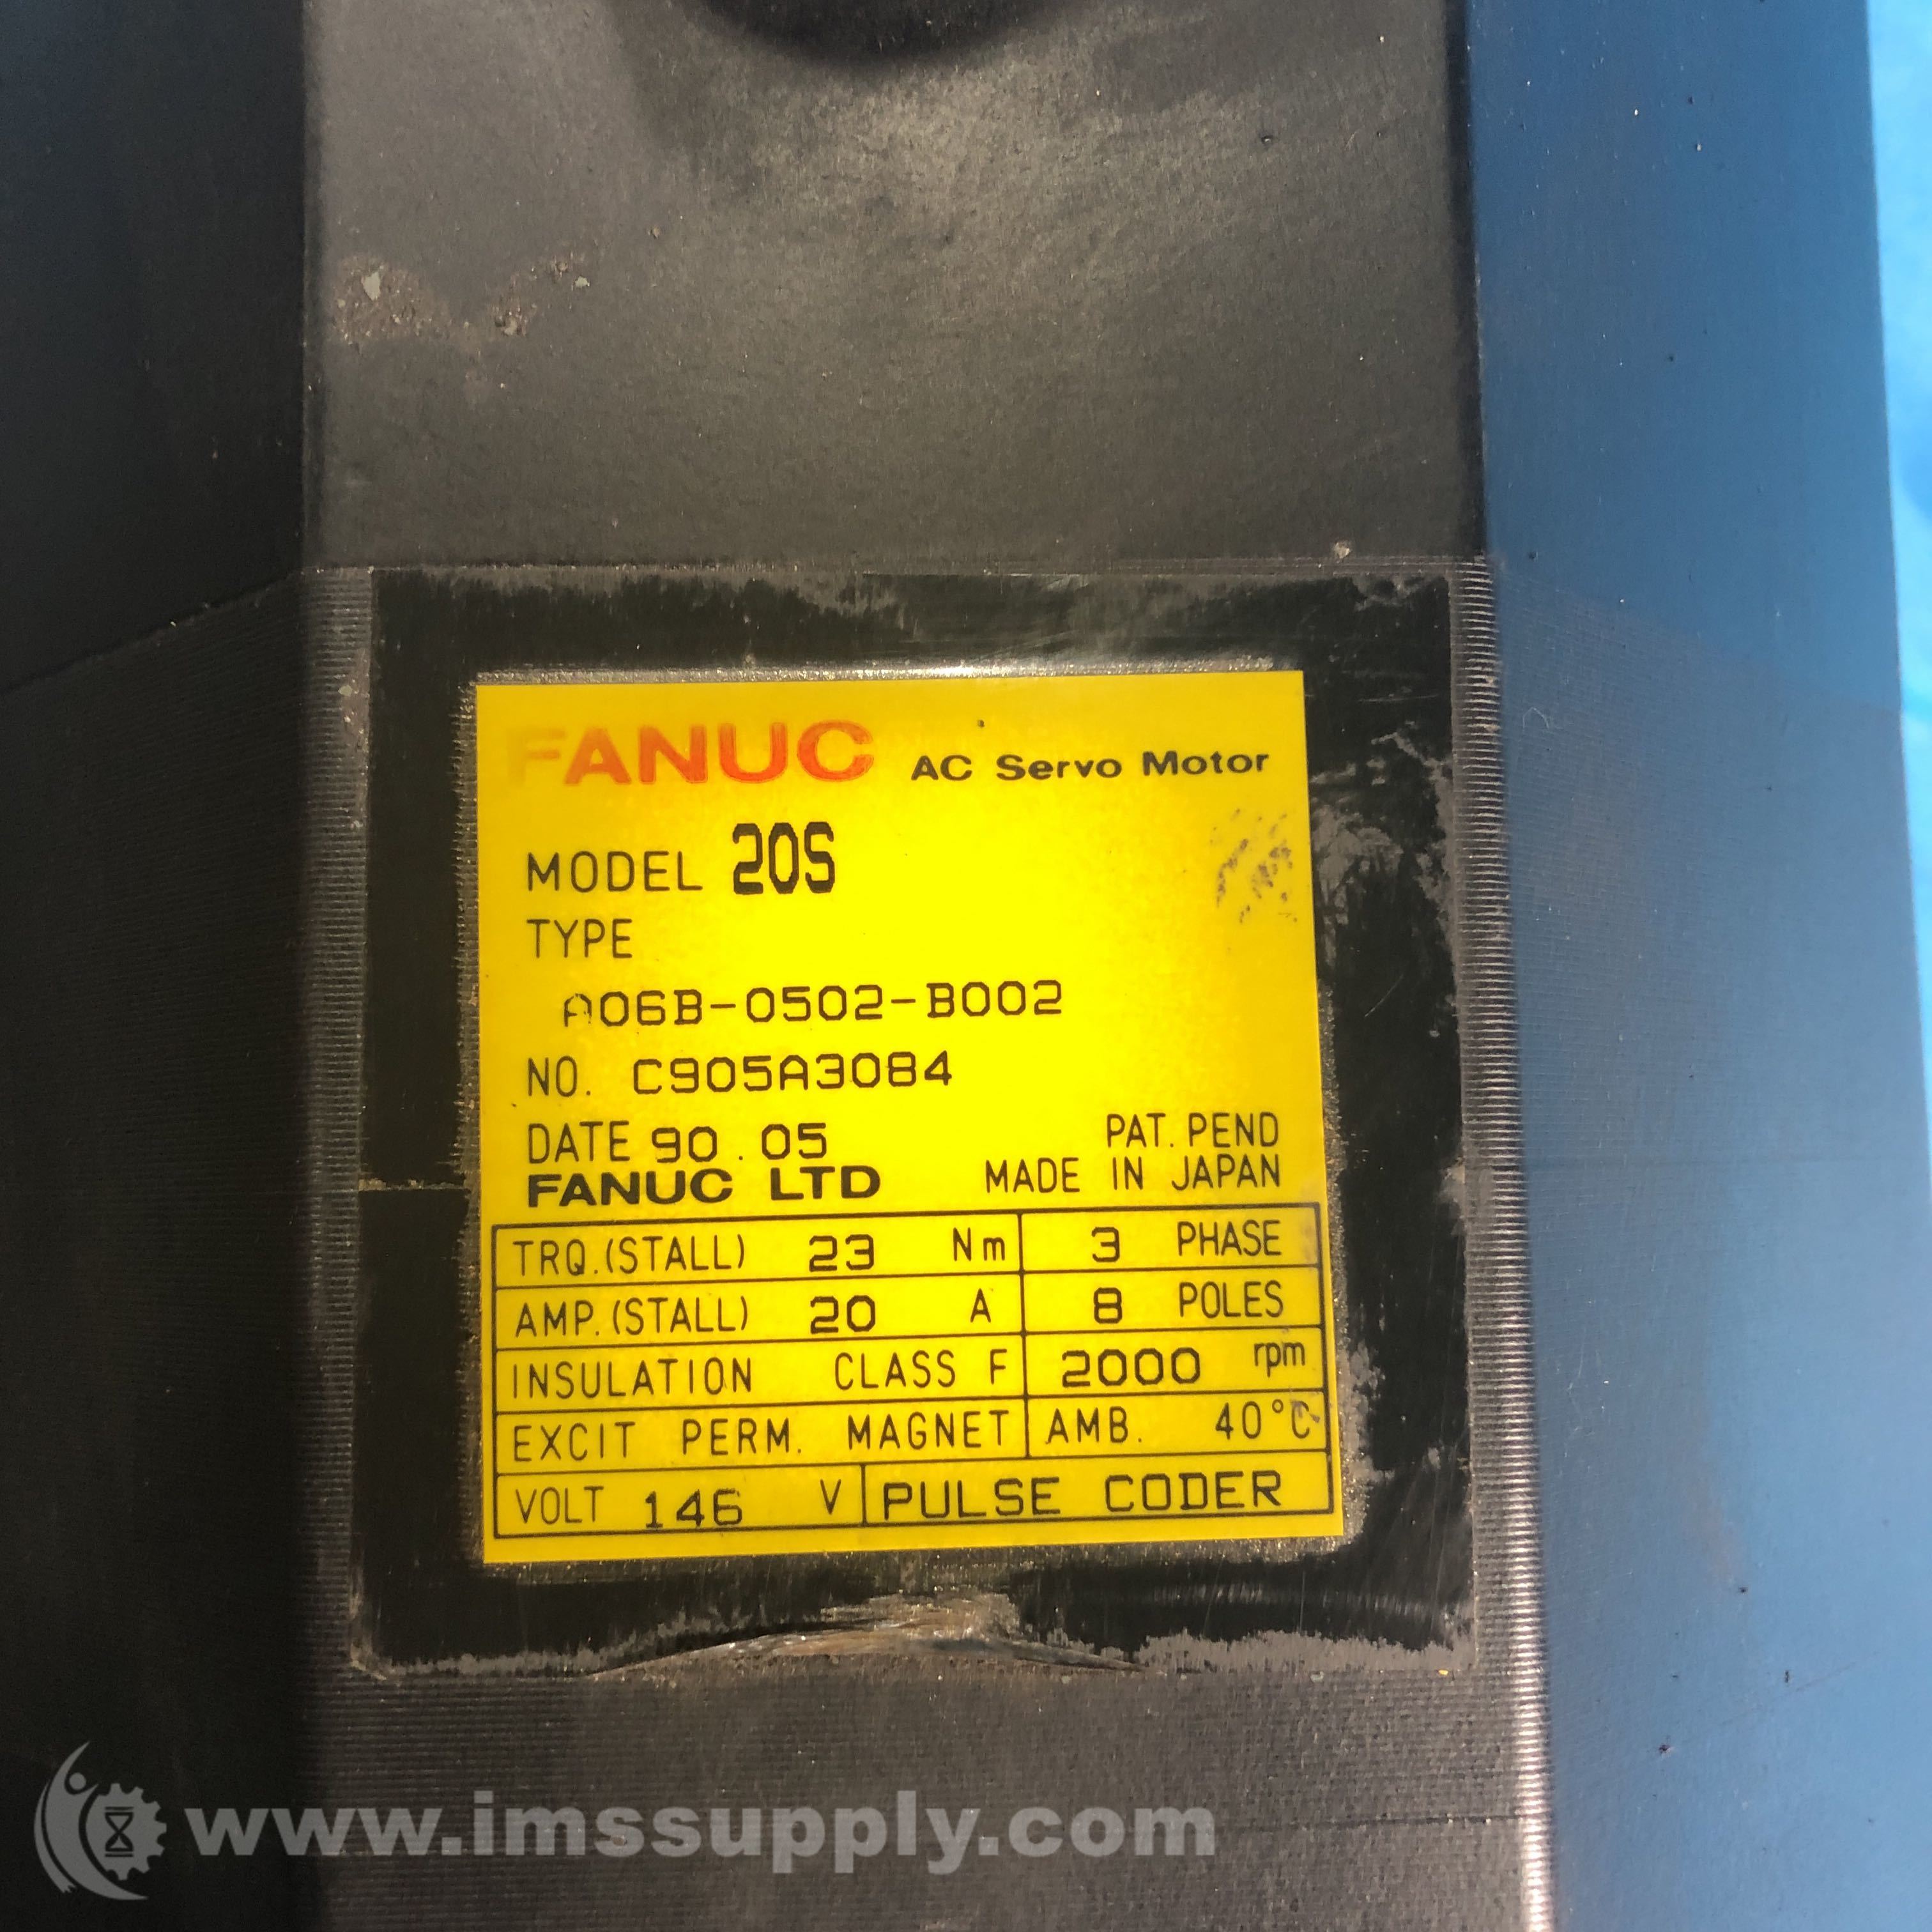 FANUC AC Servo Motor
MODEL 20S
TYPE
A06B-0502-B002
NO. C905A3084
DATE 90.05 PAT. PEND
FANUC LTD MADE IN JAPAN
TRQ.(STALL) 23 Nm 3 PHASE
AMP.(STALL) 20 A 8 POLES
INSULATION CLASS F 2000 rpm
EXCIT PERM. MAGNET AMB. 40°C
VOLT 146 V PULSE CODER
www.imssupply.com